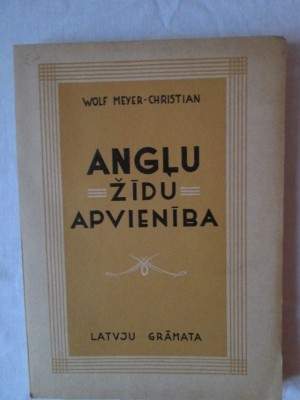 WOLF MEYER-CHRISTIAN
ANGĻU
ŽĪDU
APVIENĪBA
LATVJU GRĀMATA